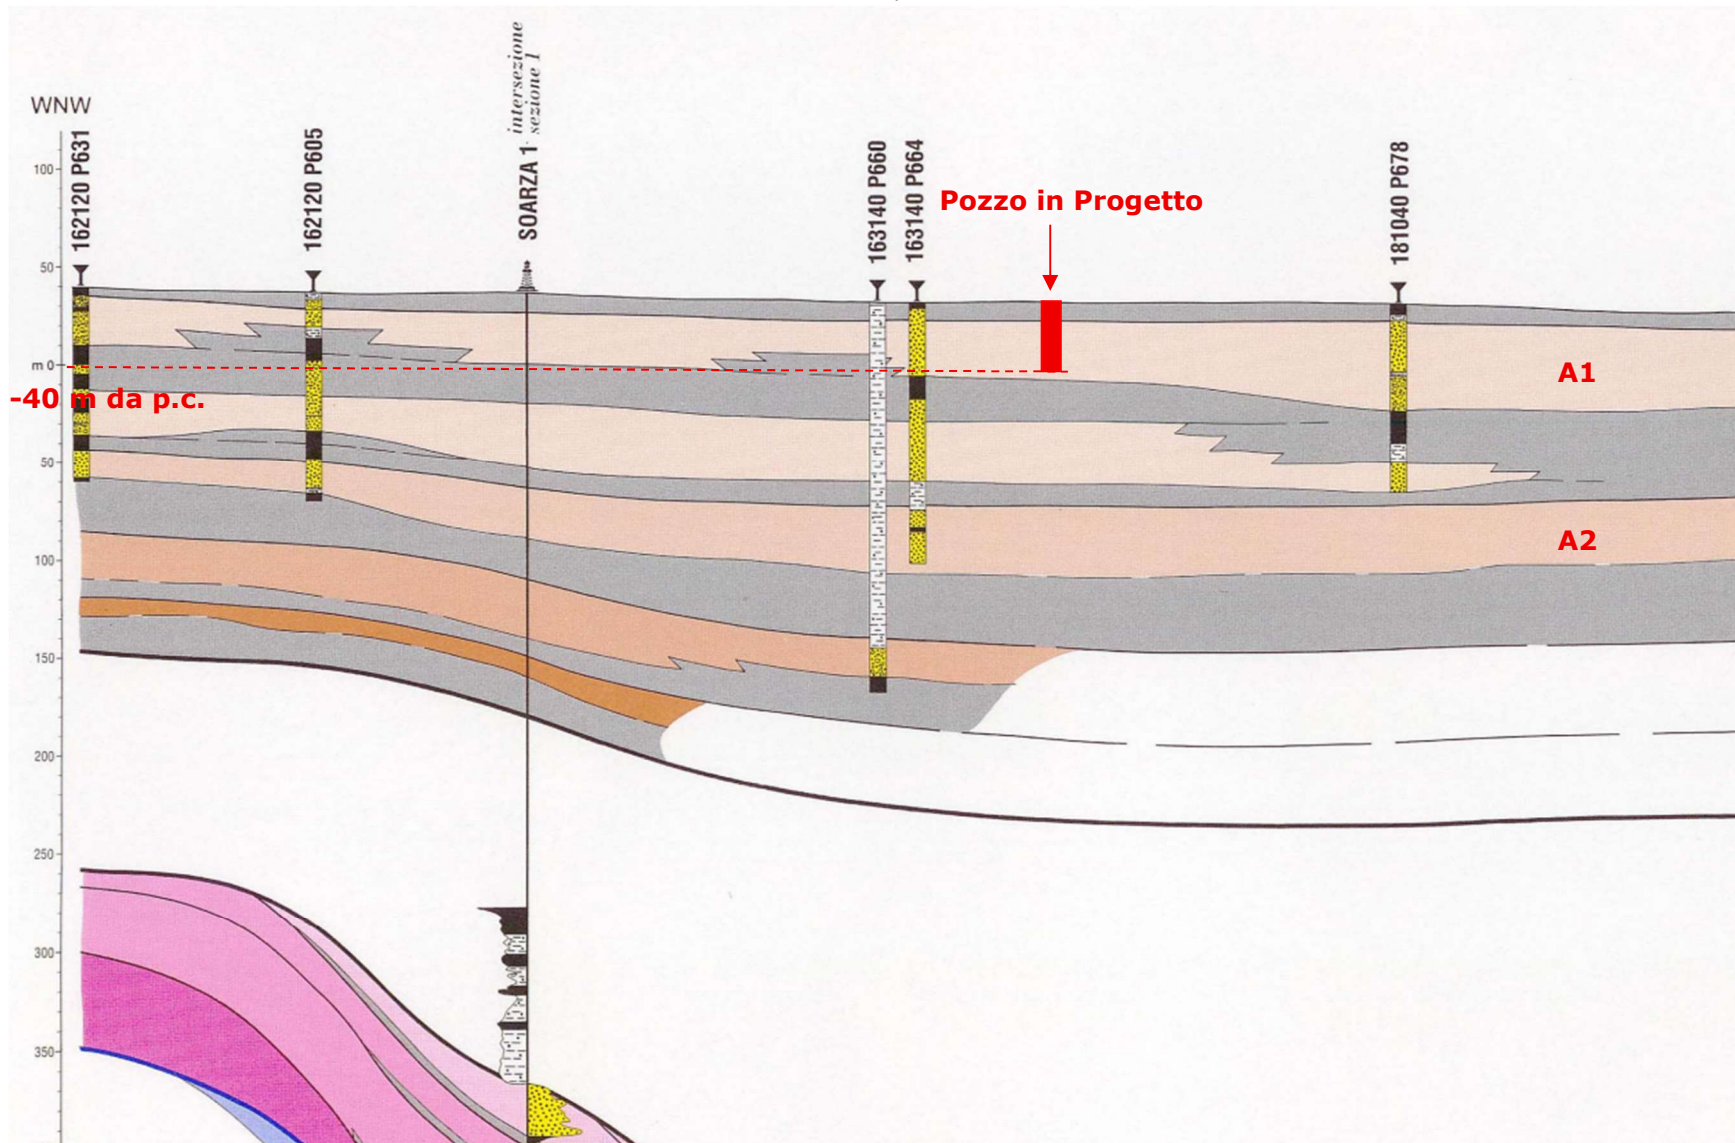 intersezione
sezione 1
WNW
162120 P631
162120 P605
SOARZA 1
163140 P660
163140 P664
181040 P678
Pozzo in Progetto
100
50
m 0
-40 m da p.c.
50
100
150
200
250
300
350
A1
A2